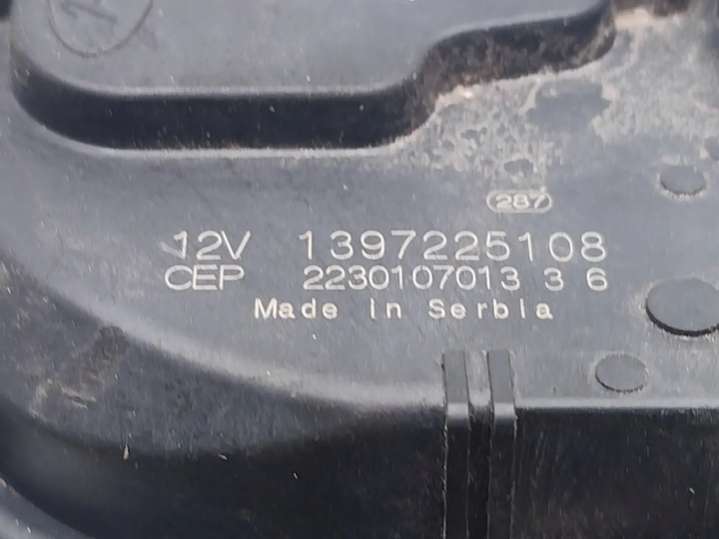 287
12V 1397225108
CEP 2230107013 3 6
Made in Serbia